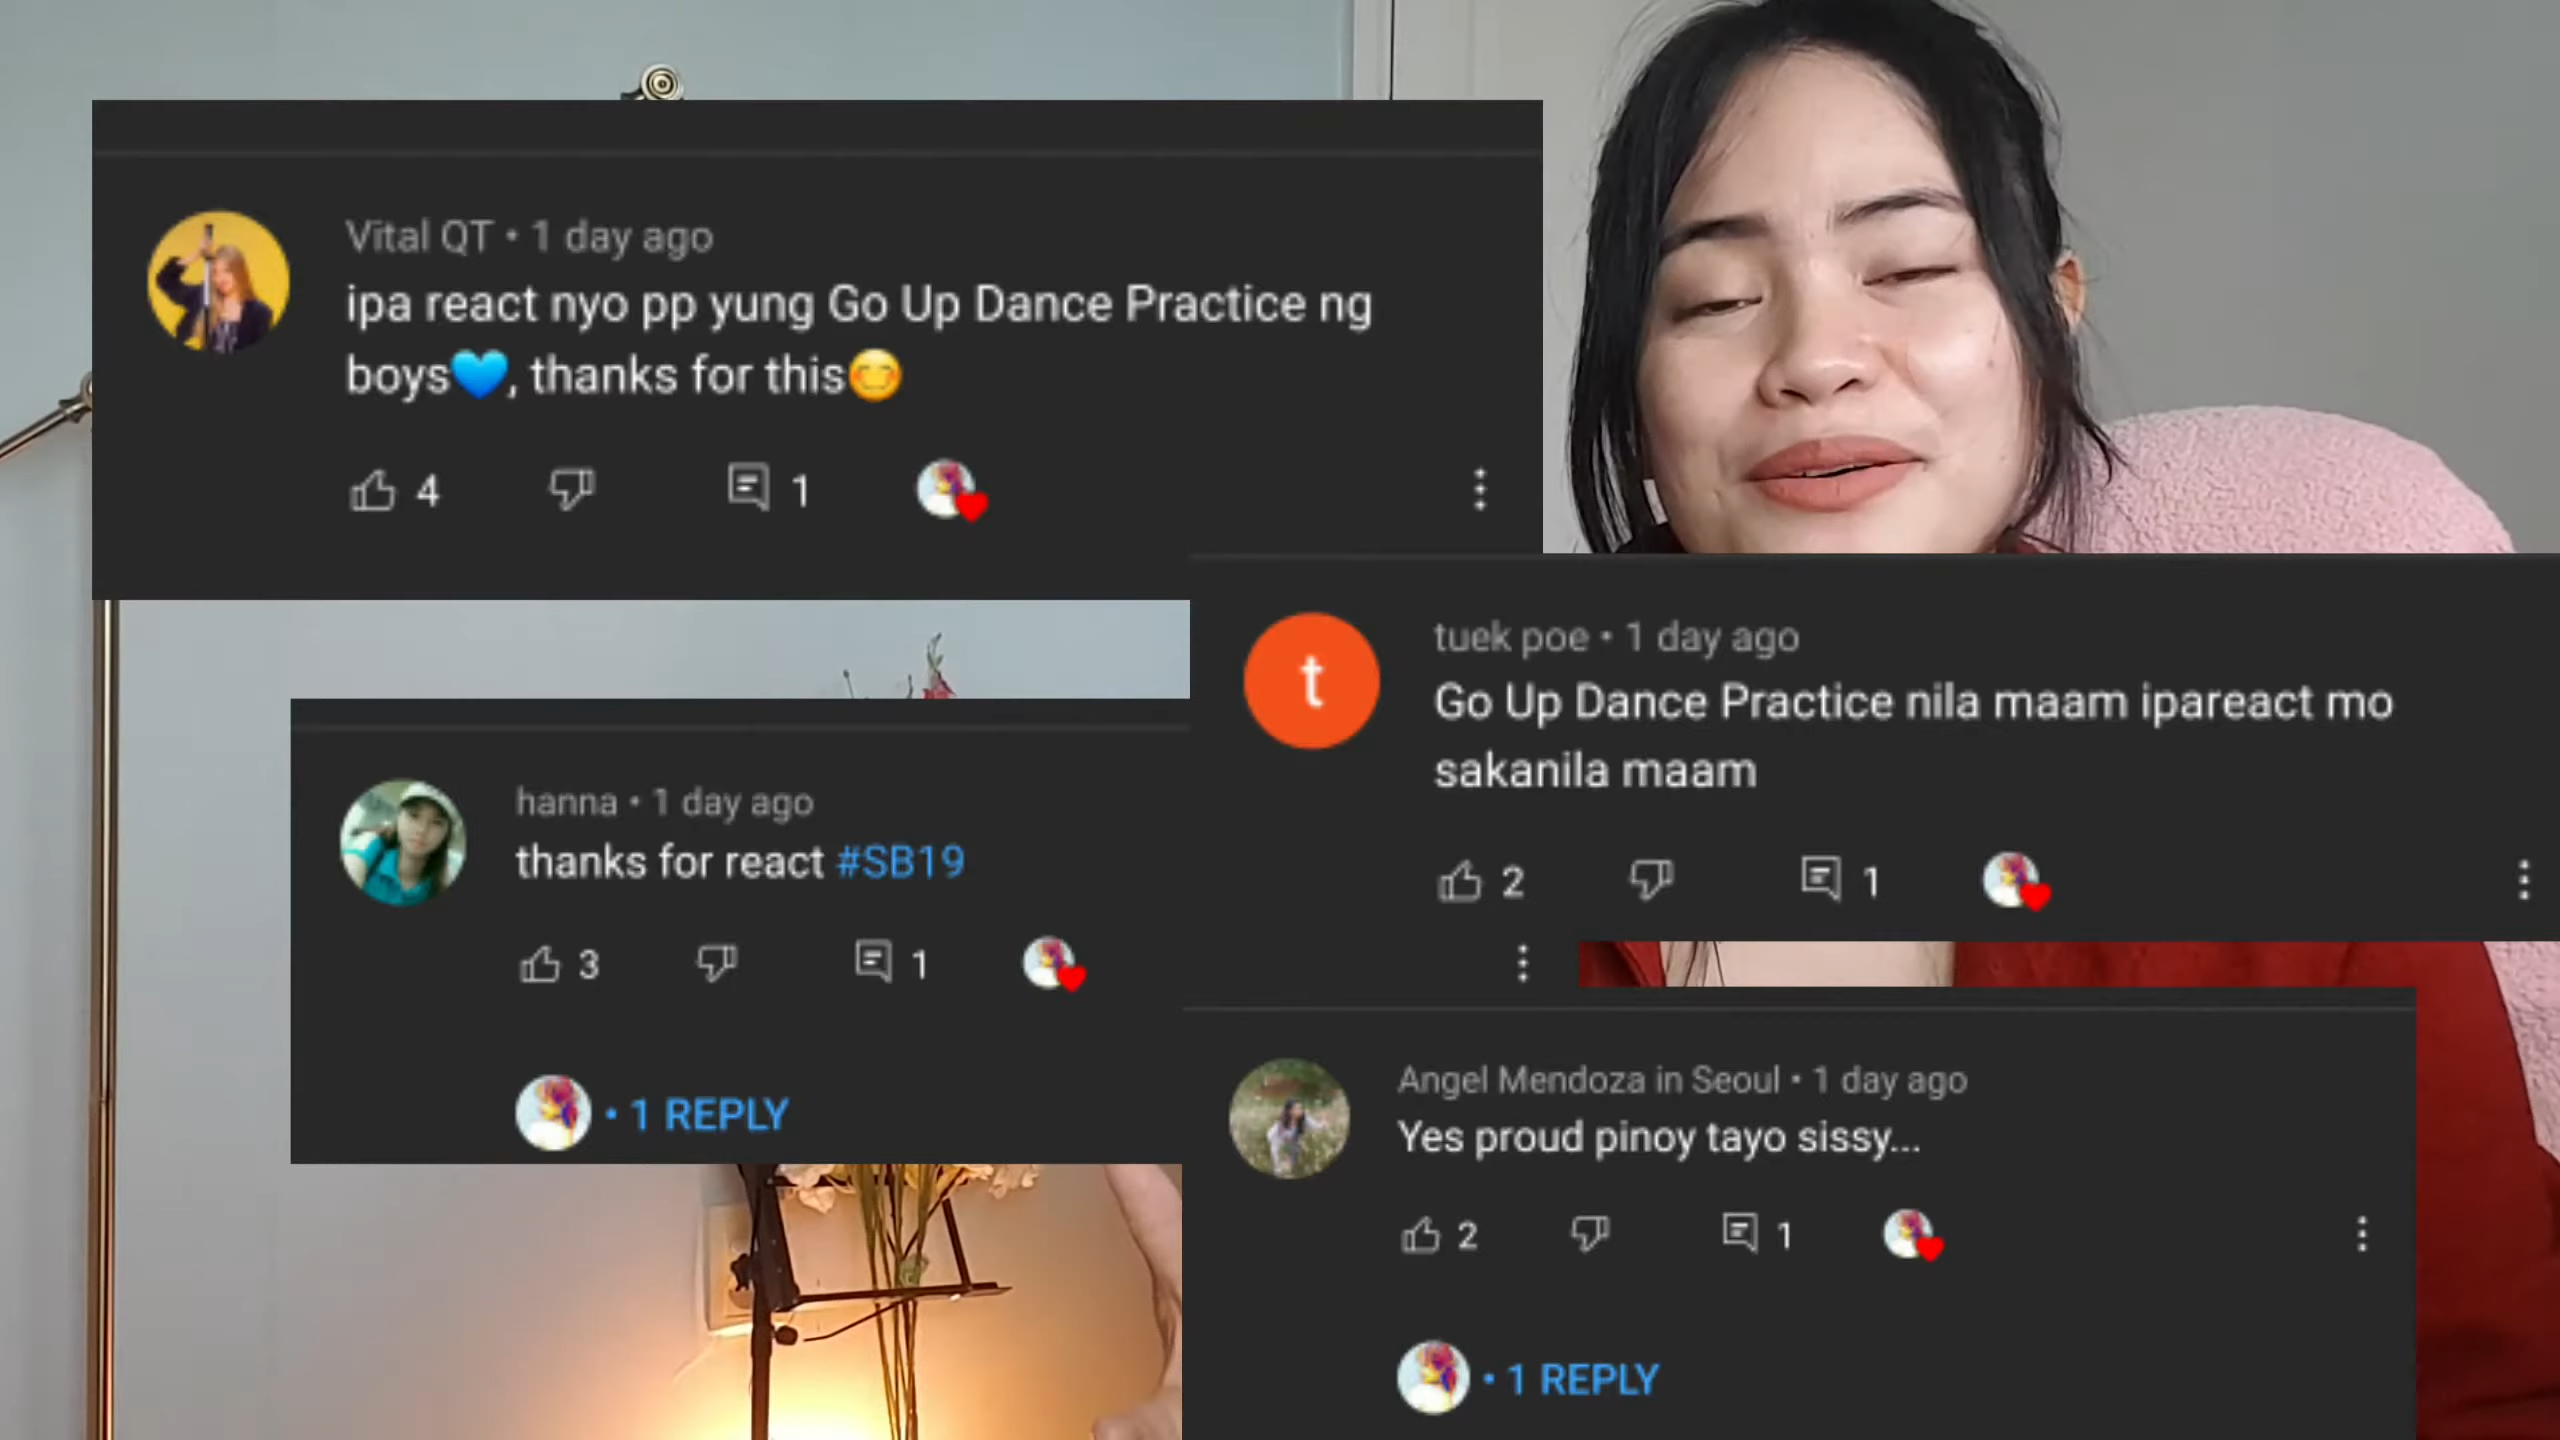 Vital QT • 1 day ago
ipa react nyo pp yung Go Up Dance Practice ng
boys💙, thanks for this😊
4
1
tuek poe • 1 day ago
t
Go Up Dance Practice nila maam ipareact mo
sakanila maam
2
1
hanna • 1 day ago
thanks for react #SB19
3
1
• 1 REPLY
Angel Mendoza in Seoul • 1 day ago
Yes proud pinoy tayo sissy...
2
1
• 1 REPLY